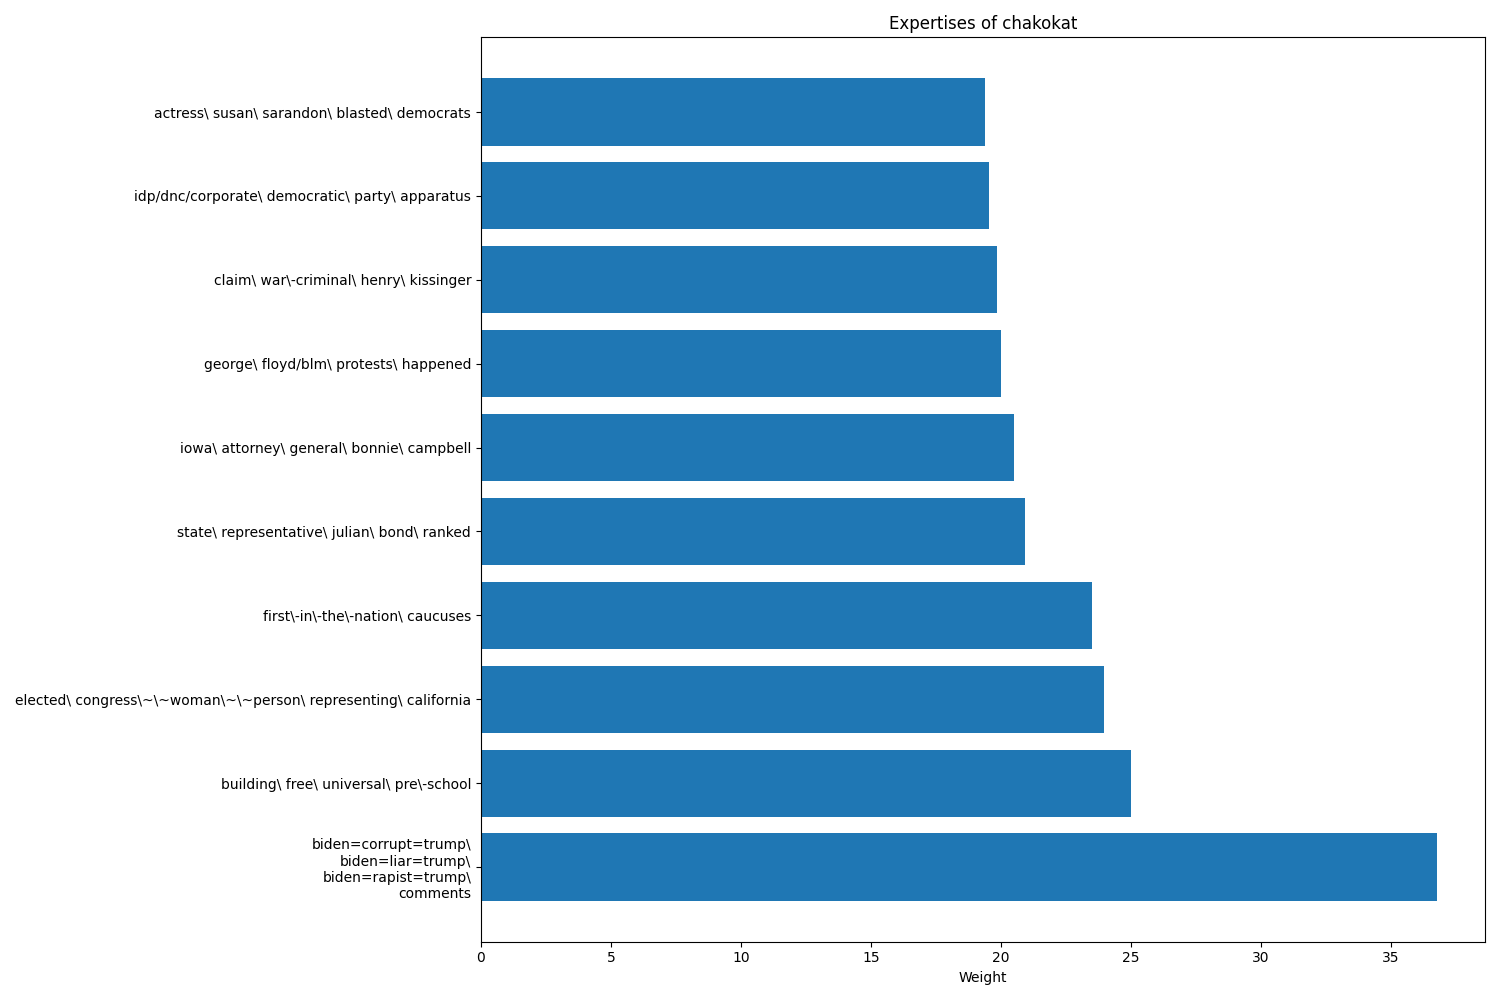 Expertises of chakokat
actress\ susan\ sarandon\ blasted\ democrats
idp/dnc/corporate\ democratic\ party\ apparatus
claim\ war\-criminal\ henry\ kissinger
george\ floyd/blm\ protests\ happened
iowa\ attorney\ general\ bonnie\ campbell
state\ representative\ julian\ bond\ ranked
first\-in\-the\-nation\ caucuses
elected\ congress\~\~woman\~\~person\ representing\ california
building\ free\ universal\ pre\-school
biden=corrupt=trump\
biden=liar=trump\
biden=rapist=trump\
comments
0 5 10 15 20 25 30 35
Weight